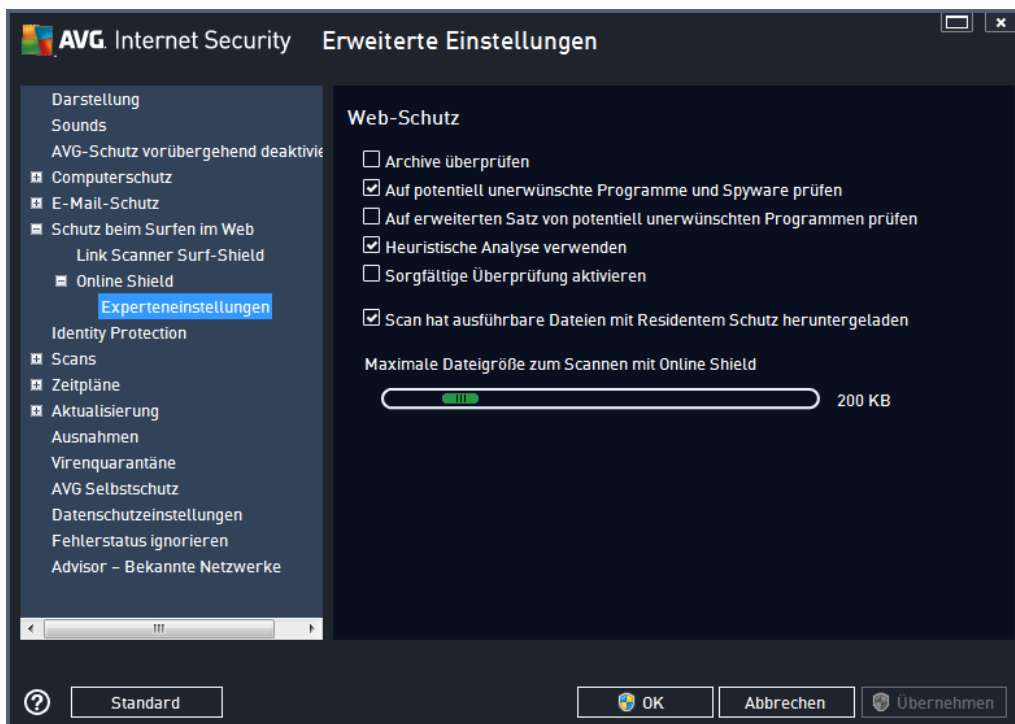 AVG. Internet Security Erweiterte Einstellungen
Darstellung
Sounds
AVG-Schutz vorübergehend deaktivie
Computerschutz
E-Mail-Schutz
Schutz beim Surfen im Web
Link Scanner Surf-Shield
Online Shield
Experteneinstellungen
Identity Protection
Scans
Zeitpläne
Aktualisierung
Ausnahmen
Virenquarantäne
AVG Selbstschutz
Datenschutzeinstellungen
Fehlerstatus ignorieren
Advisor – Bekannte Netzwerke
Web-Schutz
Archive überprüfen
Auf potentiell unerwünschte Programme und Spyware prüfen
Auf erweiterten Satz von potentiell unerwünschten Programmen prüfen
Heuristische Analyse verwenden
Sorgfältige Überprüfung aktivieren
Scan hat ausführbare Dateien mit Residentem Schutz heruntergeladen
Maximale Dateigröße zum Scannen mit Online Shield
200 KB
? Standard OK Abbrechen Übernehmen